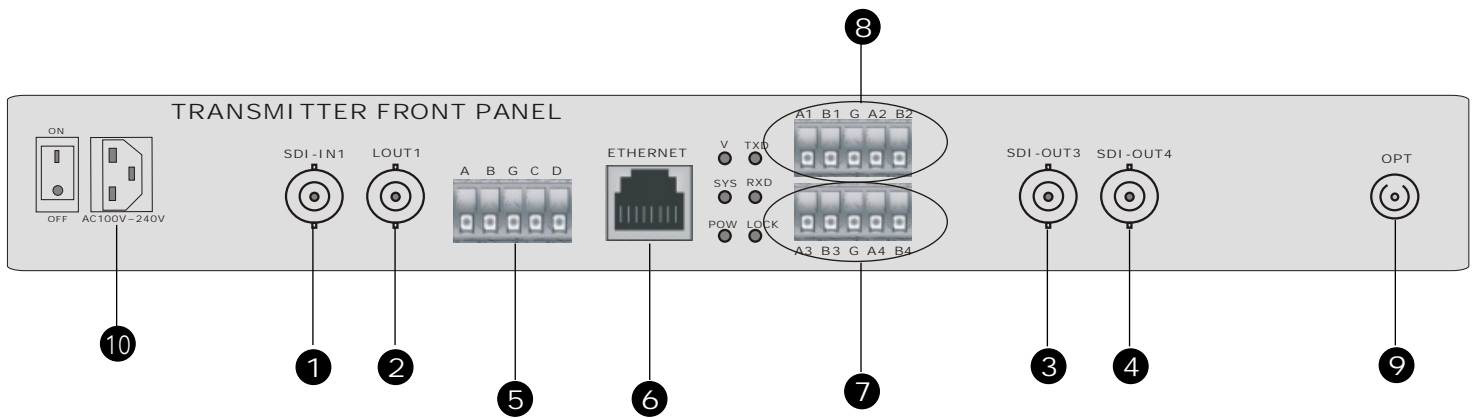 8
TRANSMITTER FRONT PANEL
A1 B1 G A2 B2
ON
SDI-IN1 LOUT1
ETHERNET
V TXD
SDI-OUT3 SDI-OUT4
OPT
A B G C D
SYS RXD
OFF AC100V~240V
POW LOCK
A3 B3 G A4 B4
10
1 2
3 4
9
5 6 7